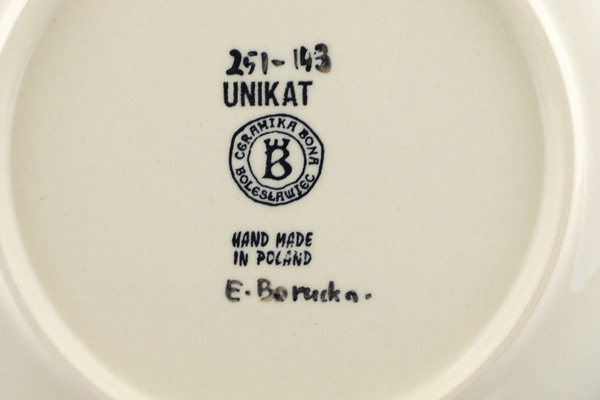 251-143
UNIKAT
CERAMIKA BONA
B
BOLESŁAWIEC
HAND MADE
IN POLAND
E. Borucka.